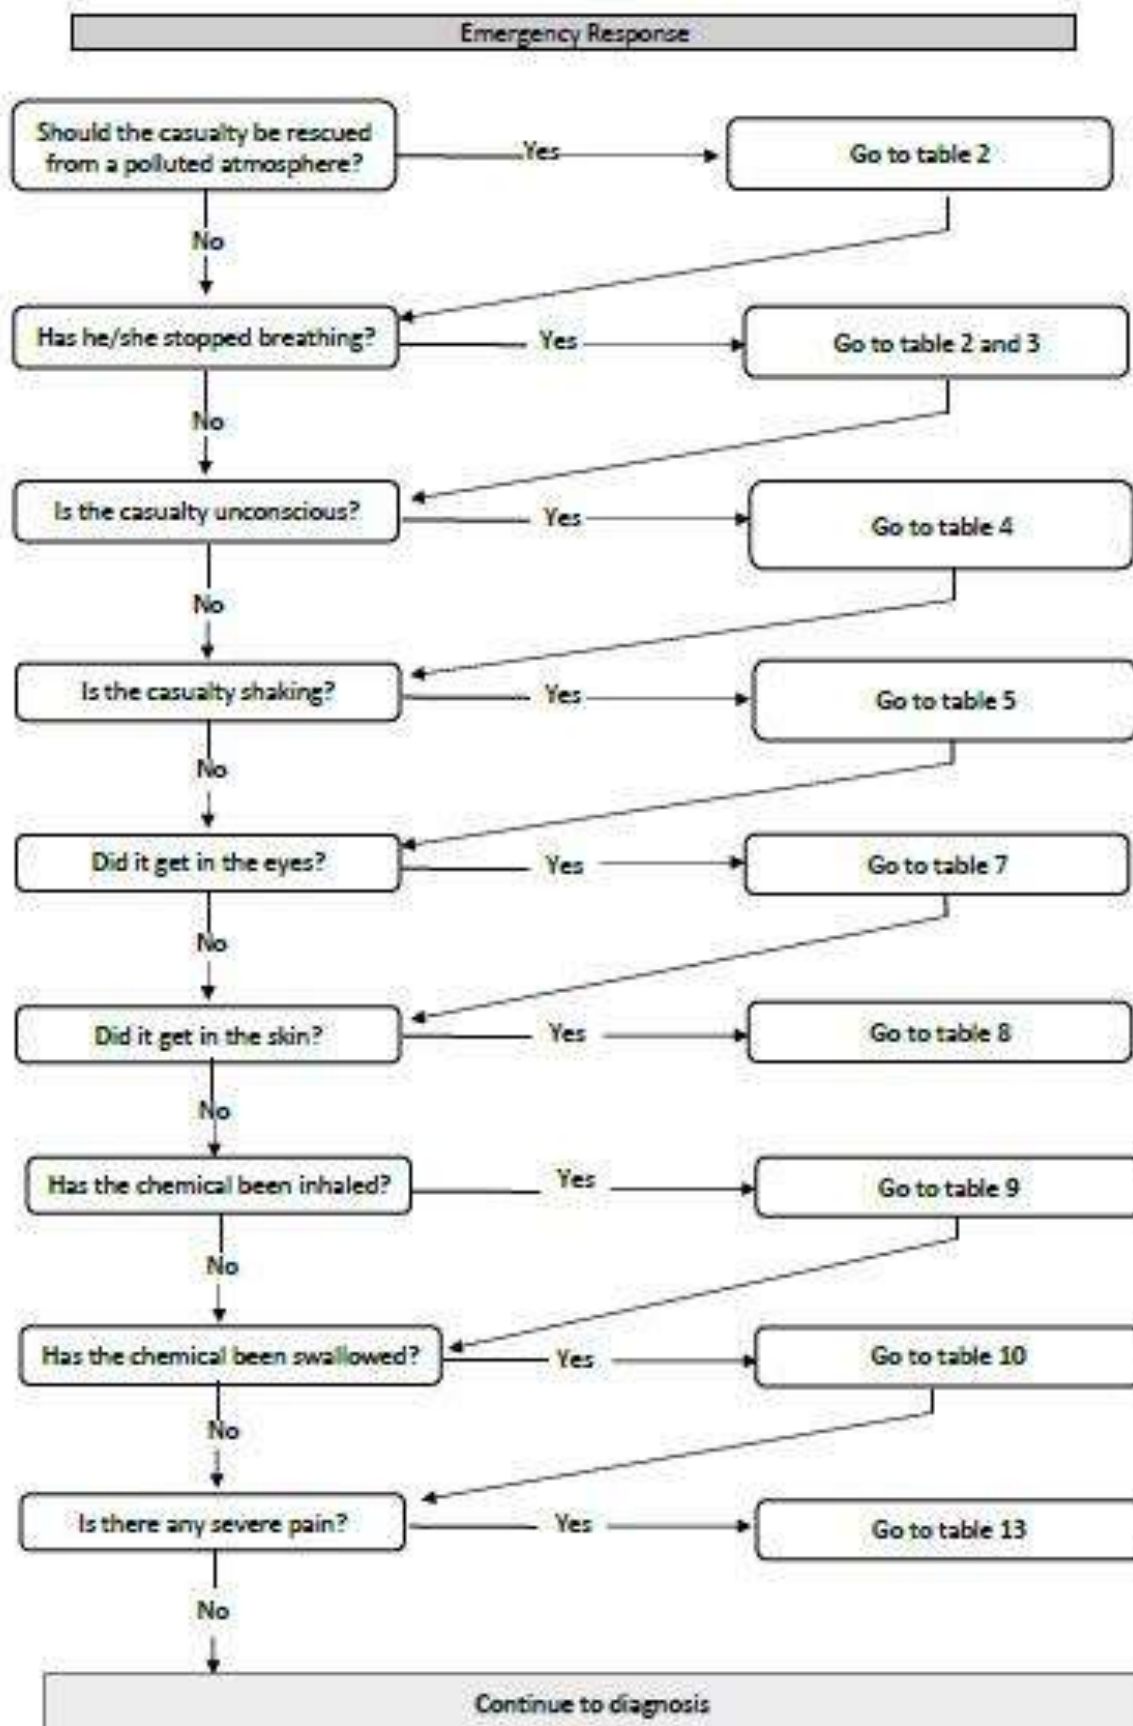 Emergency Response
Should the casualty be rescued
from a polluted atmosphere?
Yes
Go to table 2
No
Has he/she stopped breathing?
Yes
Go to table 2 and 3
No
Is the casualty unconscious?
Yes
Go to table 4
No
Is the casualty shaking?
Yes
Go to table 5
No
Did it get in the eyes?
Yes
Go to table 7
No
Did it get in the skin?
Yes
Go to table 8
No
Has the chemical been inhaled?
Yes
Go to table 9
No
Has the chemical been swallowed?
Yes
Go to table 10
No
Is there any severe pain?
Yes
Go to table 13
No
Continue to diagnosis